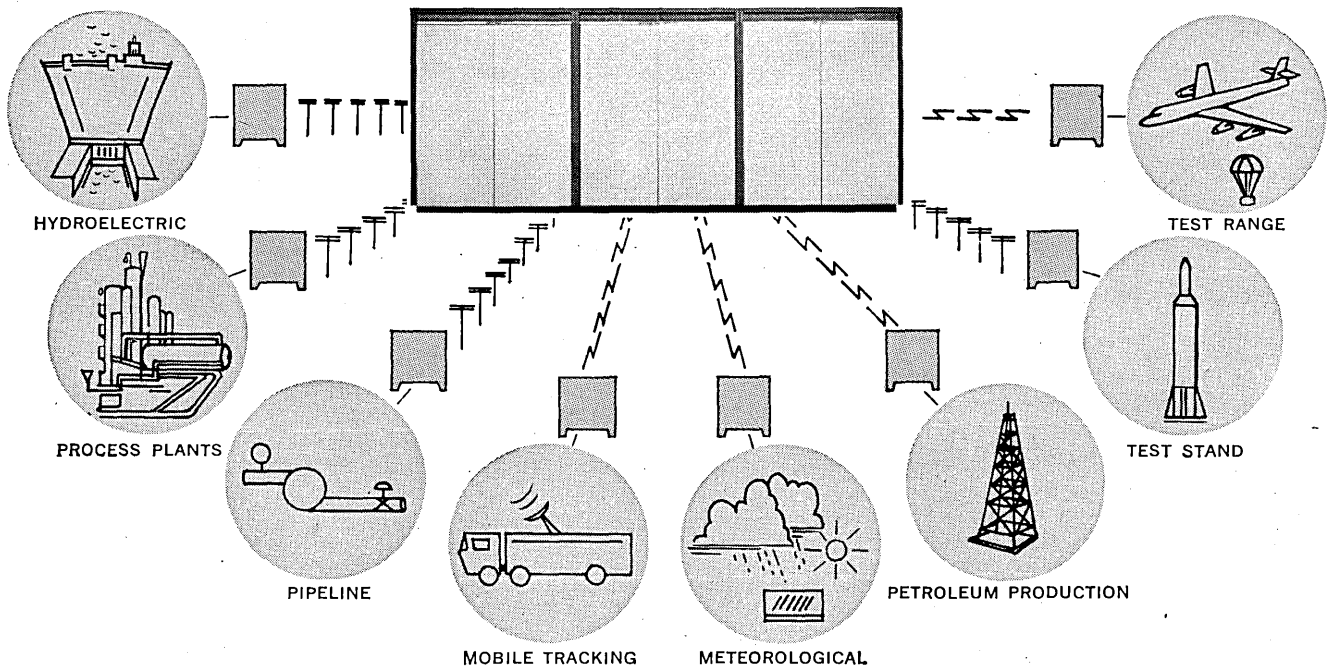 HYDROELECTRIC
TEST RANGE
PROCESS PLANTS
TEST STAND
PIPELINE
PETROLEUM PRODUCTION
MOBILE TRACKING
METEOROLOGICAL